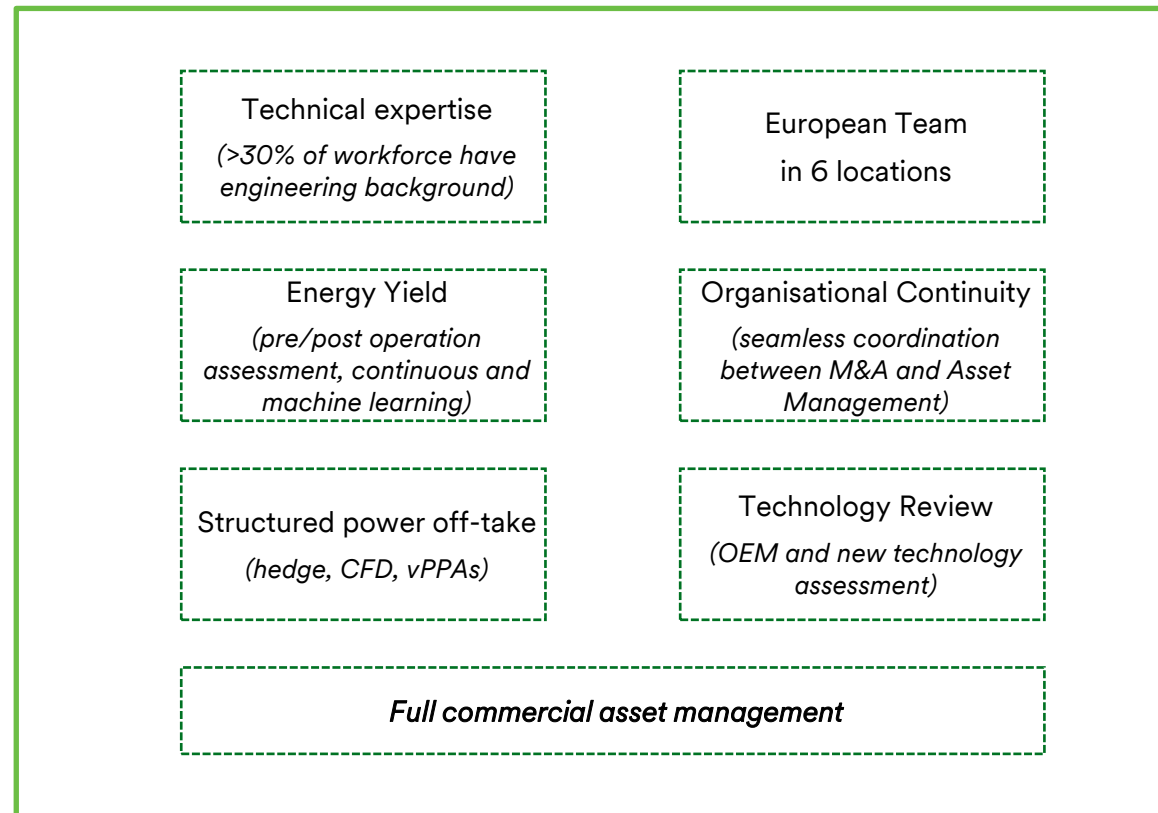 Technical expertise
(>30% of workforce have
engineering background)
European Team
in 6 locations
Energy Yield
(pre/post operation
assessment, continuous and
machine learning)
Organisational Continuity
(seamless coordination
between M&A and Asset
Management)
Structured power off-take
(hedge, CFD, vPPAs)
Technology Review
(OEM and new technology
assessment)
Full commercial asset management